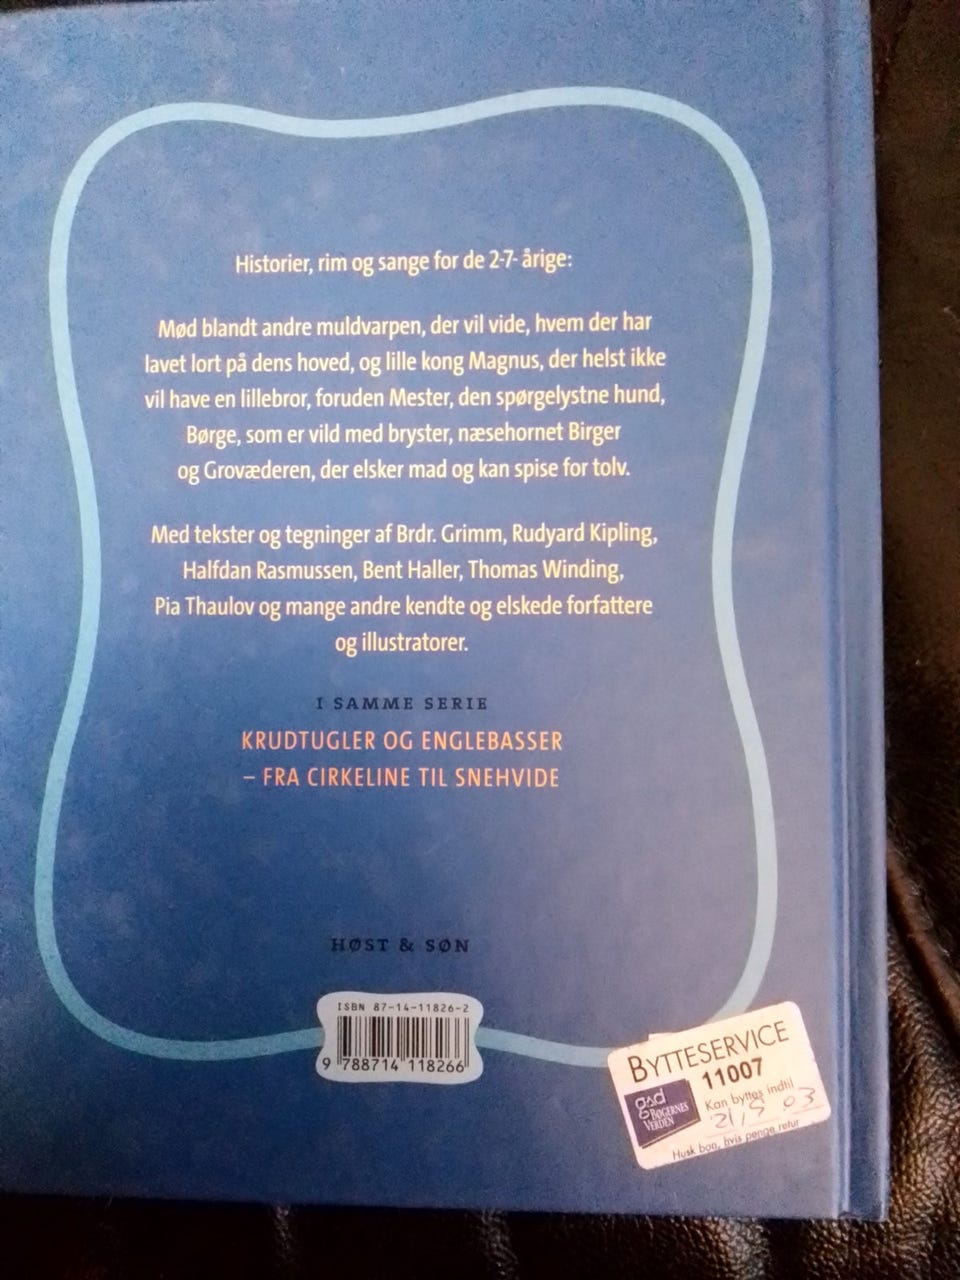 Historier, rim og sange for de 2-7- årige:
Mød blandt andre muldvarpen, der vil vide, hvem der har
lavet lort på dens hoved, og lille kong Magnus, der helst ikke
vil have en lillebror, foruden Mester, den spørgelystne hund,
Børge, som er vild med bryster, næsehornet Birger
og Grovæderen, der elsker mad og kan spise for tolv.
Med tekster og tegninger af Brdr. Grimm, Rudyard Kipling,
Halfdan Rasmussen, Bent Haller, Thomas Winding,
Pia Thaulov og mange andre kendte og elskede forfattere
og illustratorer.
I SAMME SERIE
KRUDTUGLER OG ENGLEBASSER
– FRA CIRKELINE TIL SNEHVIDE
HØST & SØN
ISBN 87-14-11826-2
9 788714 118266
BYTTESERVICE
11007
gad
BØGERNES
VERDEN
Kan byttes indtil
21/9 03
Husk bon, hvis penge retur